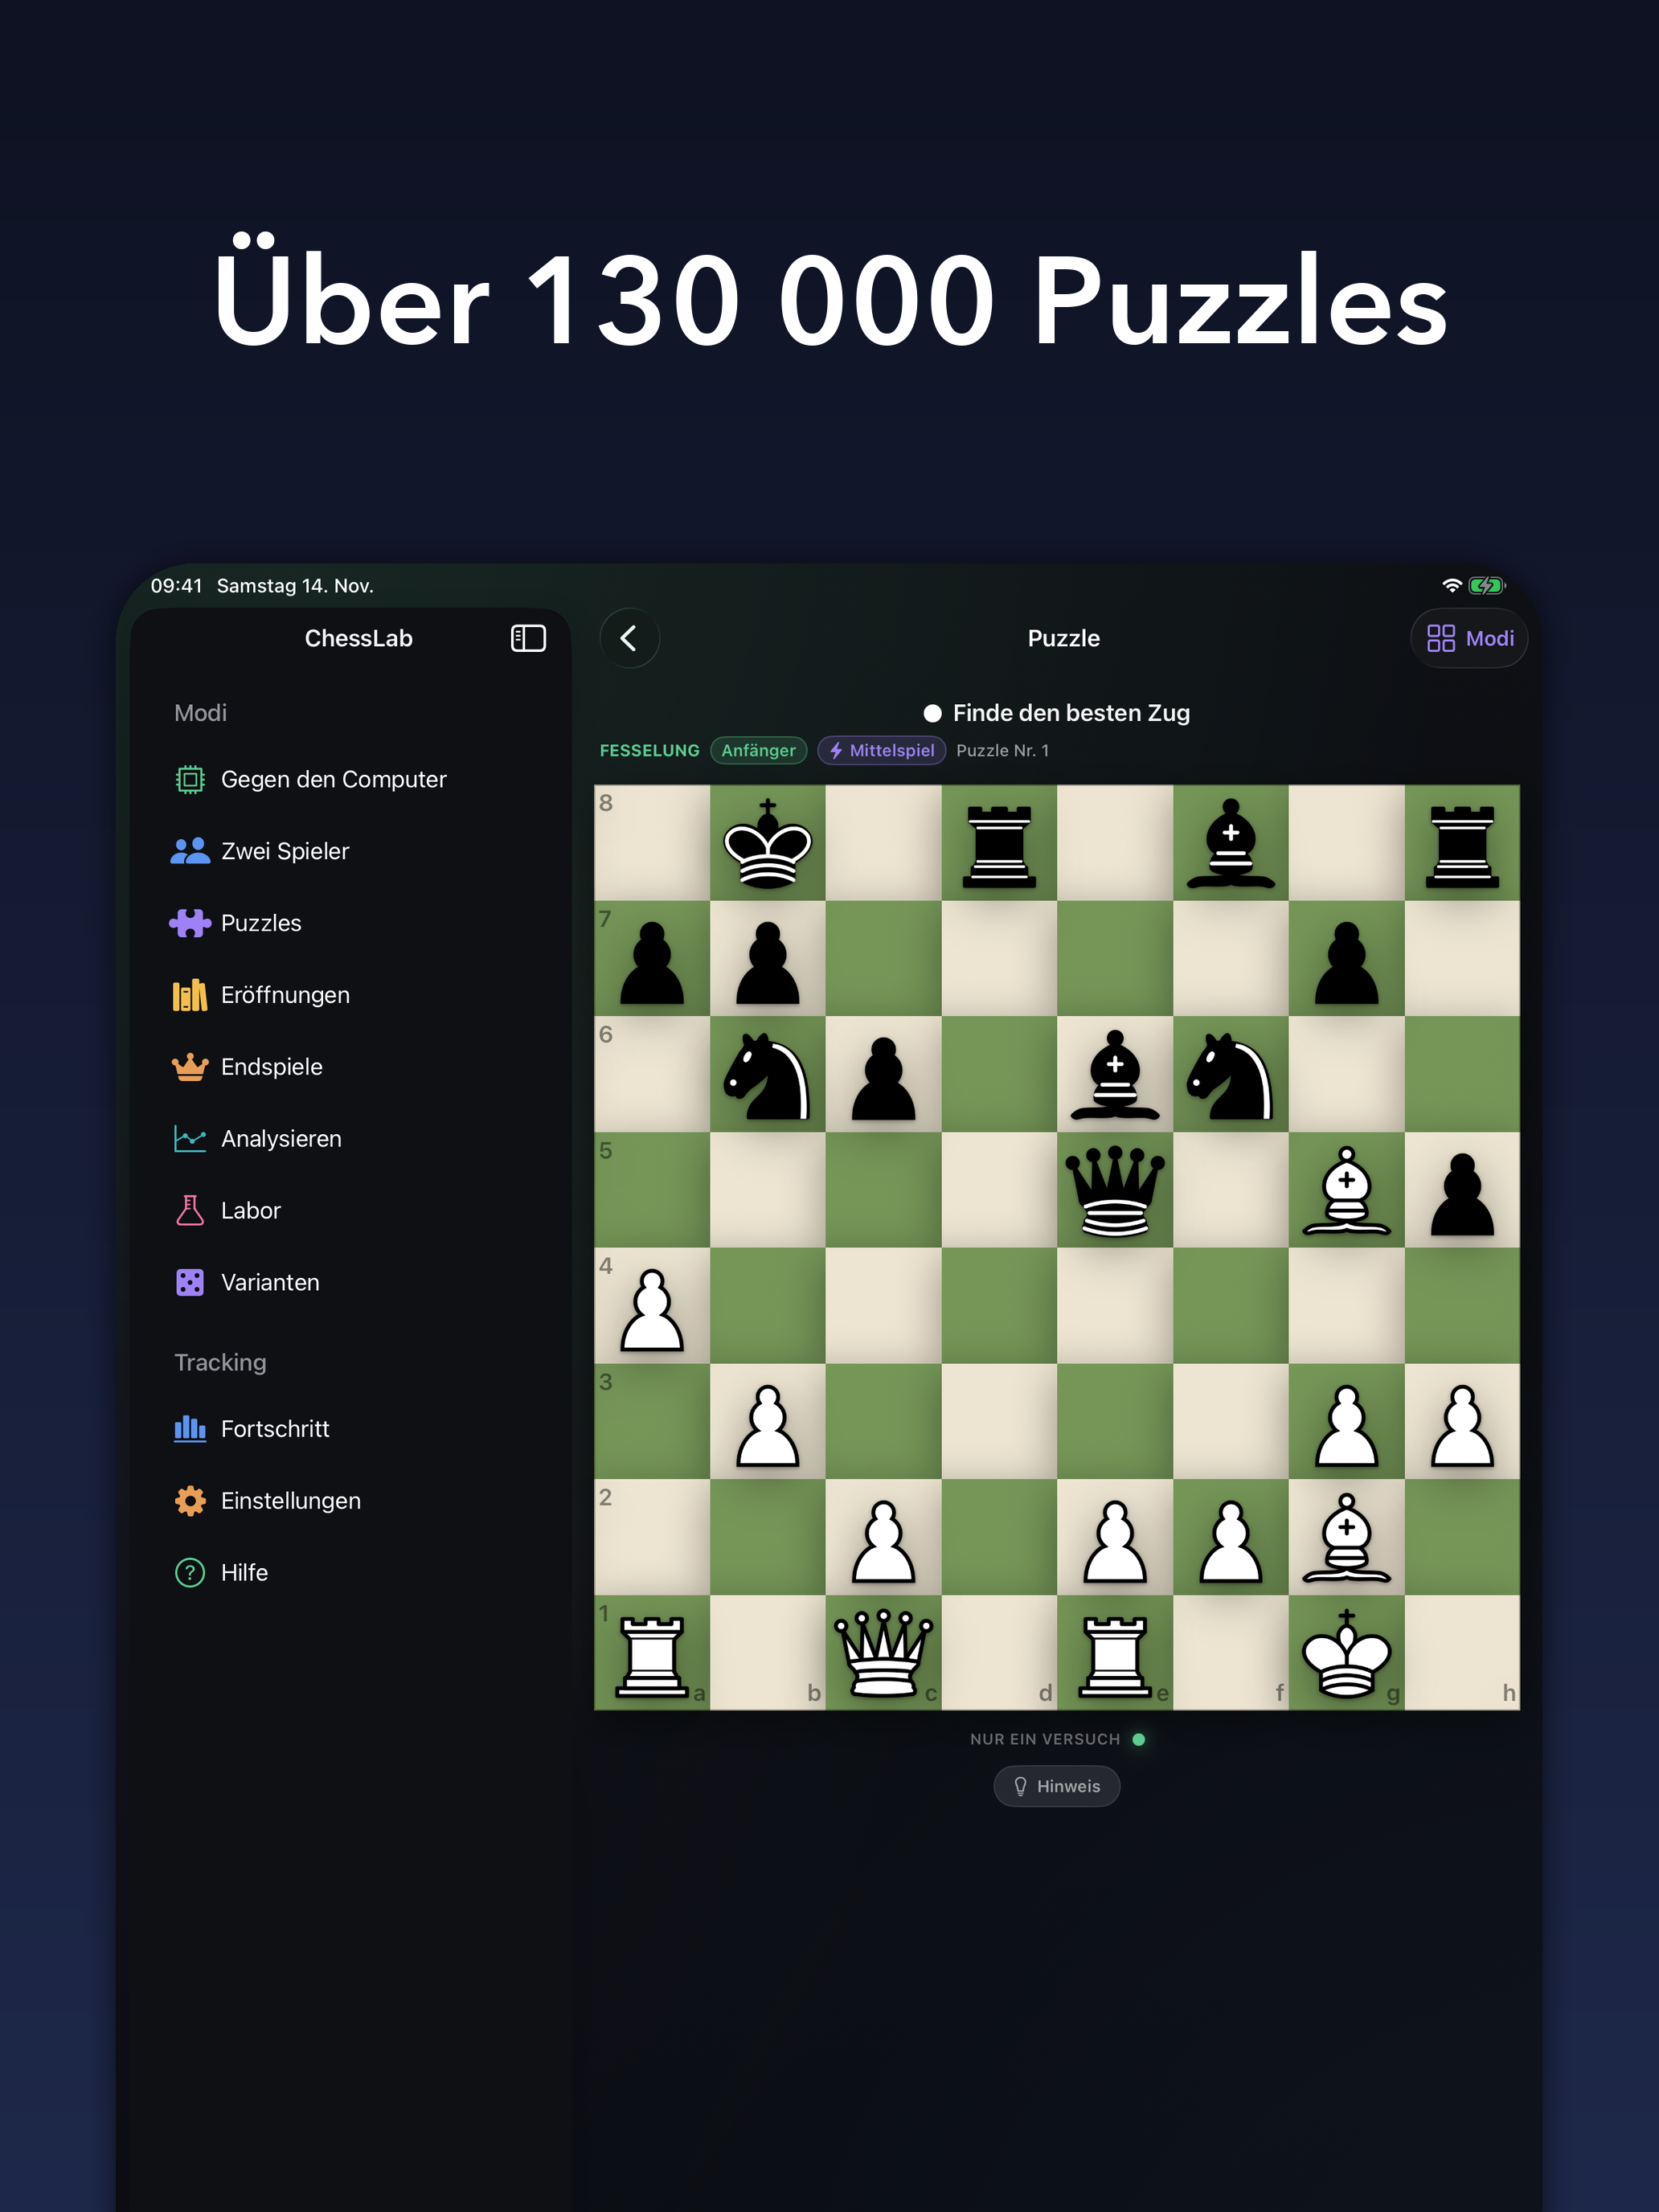 Über 130 000 Puzzles
09:41 Samstag 14. Nov.
ChessLab
Modi
Gegen den Computer
Zwei Spieler
Puzzles
Eröffnungen
Endspiele
Analysieren
Labor
Varianten
Tracking
Fortschritt
Einstellungen
Hilfe
Puzzle
Modi
Finde den besten Zug
FESSELUNG Anfänger Mittelspiel Puzzle Nr. 1
8
7
6
5
4
3
2
1
a b c d e f g h
NUR EIN VERSUCH
Hinweis